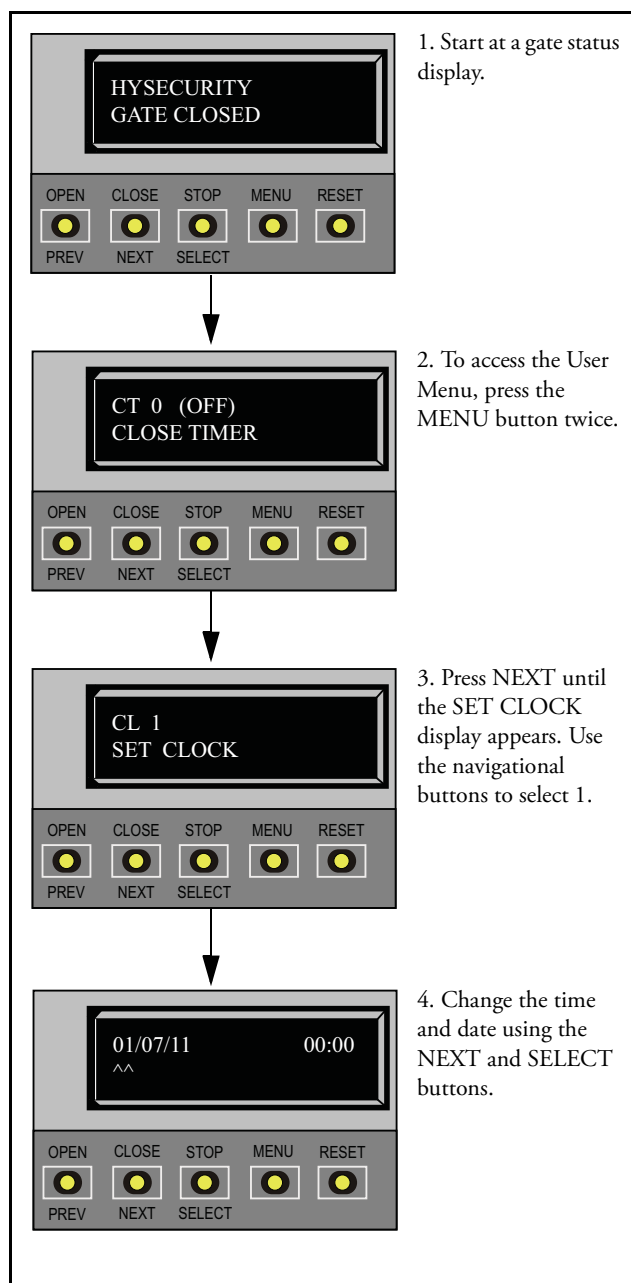 HYSECURITY
GATE CLOSED
OPEN CLOSE STOP MENU RESET
PREV NEXT SELECT
1. Start at a gate status
display.
CT 0 (OFF)
CLOSE TIMER
OPEN CLOSE STOP MENU RESET
PREV NEXT SELECT
2. To access the User
Menu, press the
MENU button twice.
CL 1
SET CLOCK
OPEN CLOSE STOP MENU RESET
PREV NEXT SELECT
3. Press NEXT until
the SET CLOCK
display appears. Use
the navigational
buttons to select 1.
01/07/11 00:00
^^
OPEN CLOSE STOP MENU RESET
PREV NEXT SELECT
4. Change the time
and date using the
NEXT and SELECT
buttons.